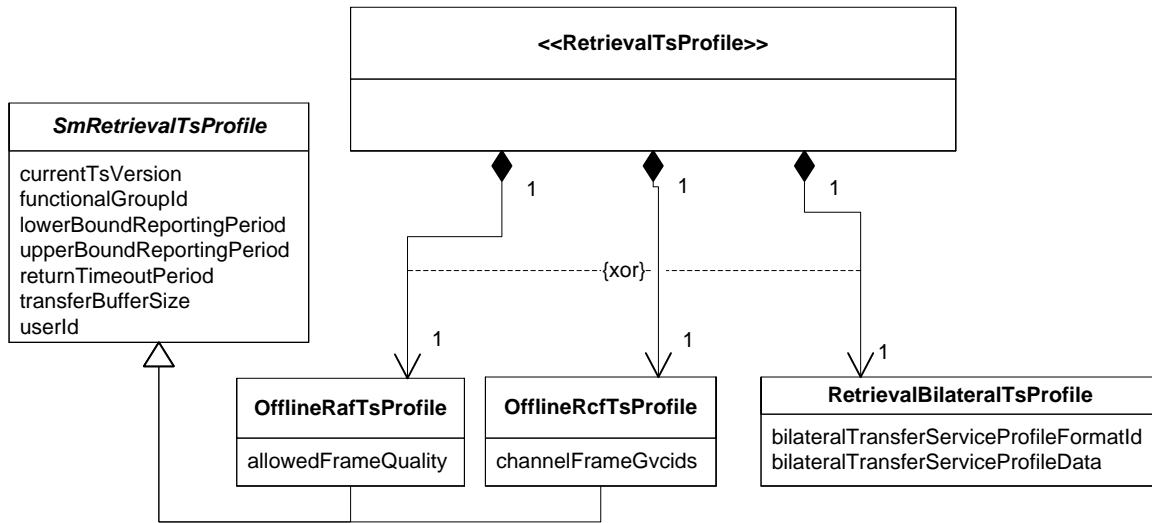 <<RetrievalTsProfile>>
SmRetrievalTsProfile
currentTsVersion
functionalGroupId
lowerBoundReportingPeriod
upperBoundReportingPeriod
returnTimeoutPeriod
transferBufferSize
userId
1
1
1
{xor}
1
1
1
OfflineRafTsProfile
allowedFrameQuality
OfflineRcfTsProfile
channelFrameGvcids
RetrievalBilateralTsProfile
bilateralTransferServiceProfileFormatId
bilateralTransferServiceProfileData